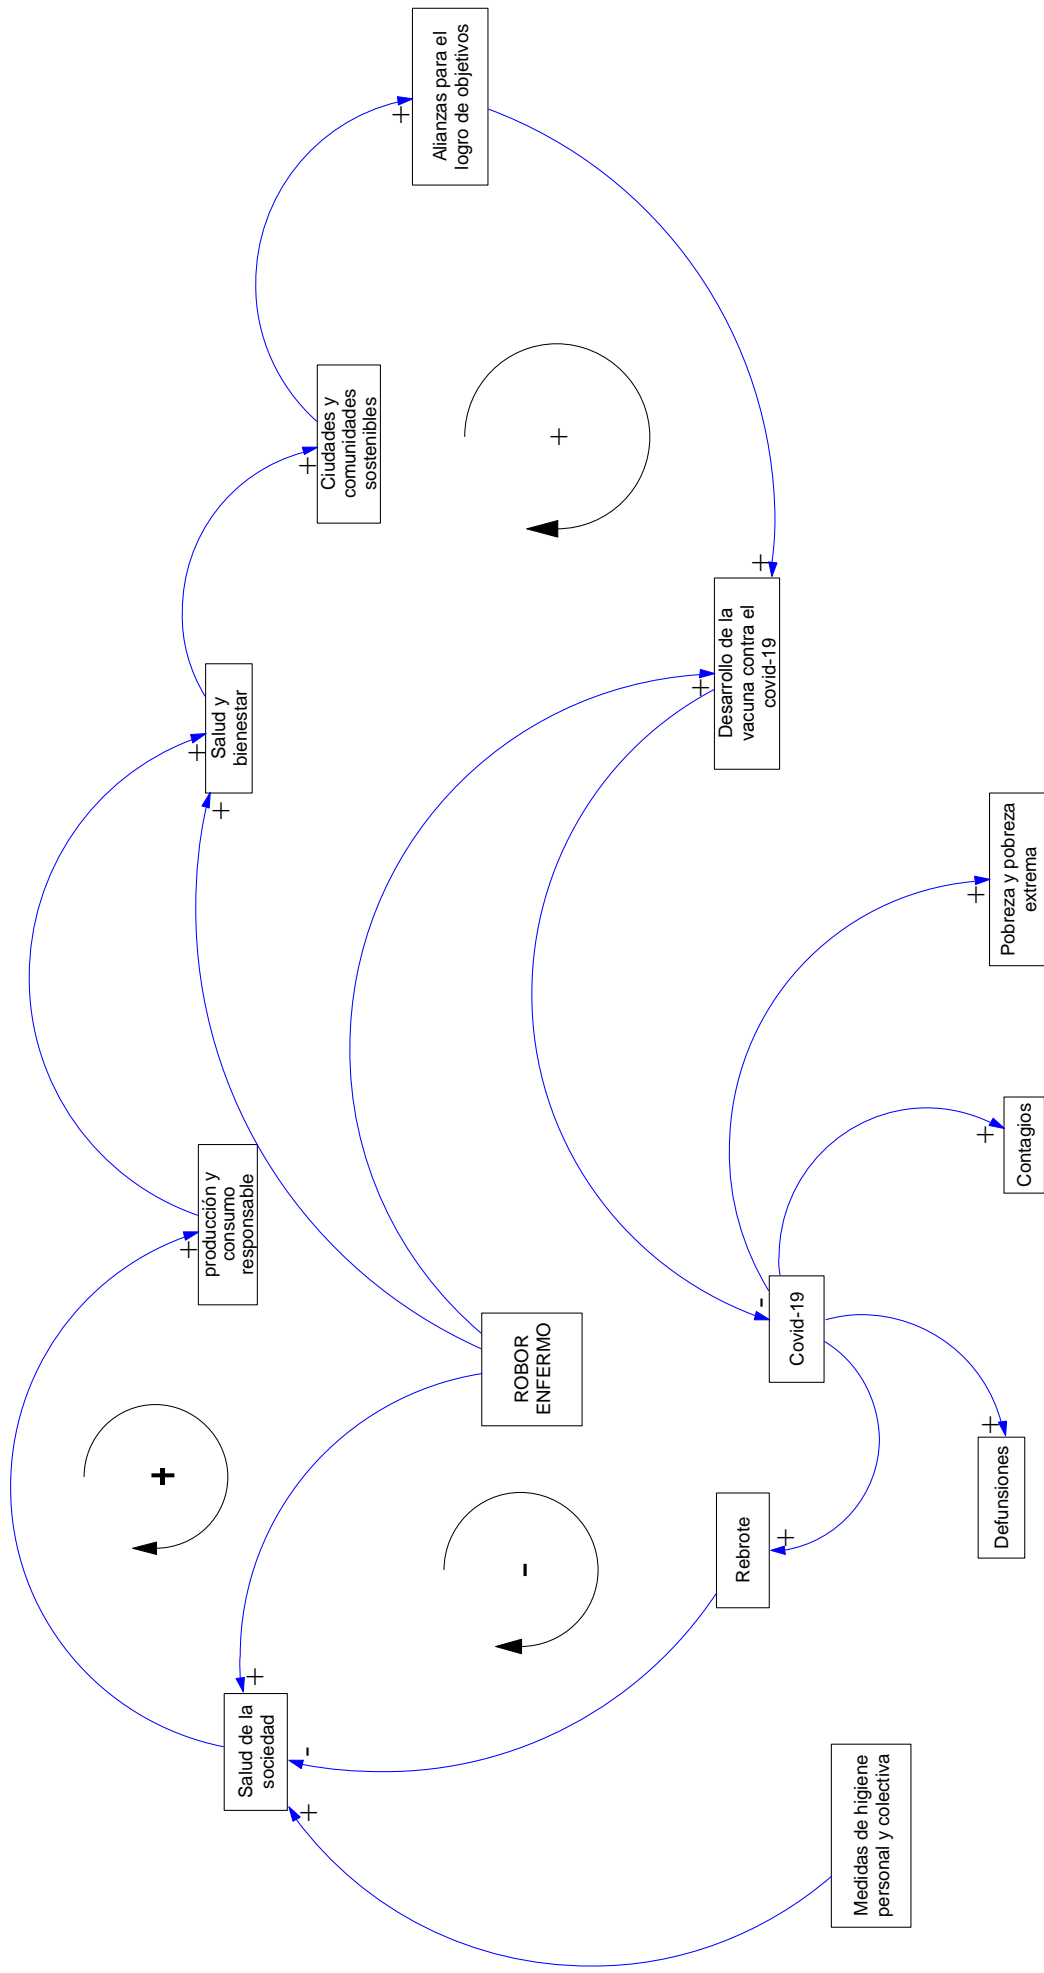 Salud de la
sociedad
+
-
+
+
producción y
consumo
responsable
+
+
Salud y
bienestar
+
+
Ciudades y
comunidades
sostenibles
+
Alianzas para el
logro de objetivos
+
ROBOR
ENFERMO
-
+
Desarrollo de la
vacuna contra el
covid-19
+
+
Rebrote
+
Covid-19
-
Medidas de higiene
personal y colectiva
Defunsiones
+
Contagios
+
Pobreza y pobreza
extrema
+